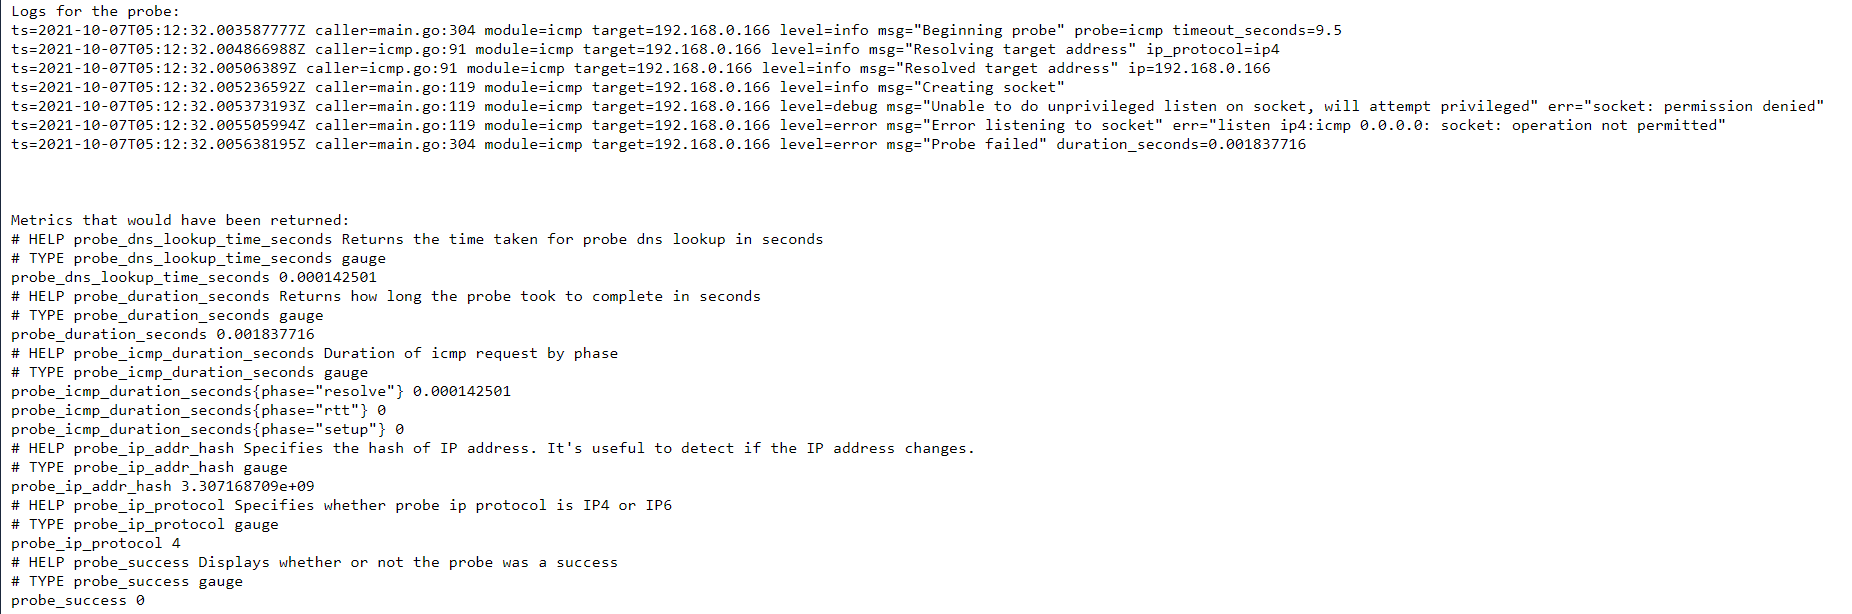 Logs for the probe:
ts=2021-10-07T05:12:32.003587777Z caller=main.go:304 module=icmp target=192.168.0.166 level=info msg="Beginning probe" probe=icmp timeout_seconds=9.5
ts=2021-10-07T05:12:32.004866988Z caller=icmp.go:91 module=icmp target=192.168.0.166 level=info msg="Resolving target address" ip_protocol=ip4
ts=2021-10-07T05:12:32.00506389Z caller=icmp.go:91 module=icmp target=192.168.0.166 level=info msg="Resolved target address" ip=192.168.0.166
ts=2021-10-07T05:12:32.005236592Z caller=main.go:119 module=icmp target=192.168.0.166 level=info msg="Creating socket"
ts=2021-10-07T05:12:32.005373193Z caller=main.go:119 module=icmp target=192.168.0.166 level=debug msg="Unable to do unprivileged listen on socket, will attempt privileged" err="socket: permission denied"
ts=2021-10-07T05:12:32.005505994Z caller=main.go:119 module=icmp target=192.168.0.166 level=error msg="Error listening to socket" err="listen ip4:icmp 0.0.0.0: socket: operation not permitted"
ts=2021-10-07T05:12:32.005638195Z caller=main.go:304 module=icmp target=192.168.0.166 level=error msg="Probe failed" duration_seconds=0.001837716
Metrics that would have been returned:
# HELP probe_dns_lookup_time_seconds Returns the time taken for probe dns lookup in seconds
# TYPE probe_dns_lookup_time_seconds gauge
probe_dns_lookup_time_seconds 0.000142501
# HELP probe_duration_seconds Returns how long the probe took to complete in seconds
# TYPE probe_duration_seconds gauge
probe_duration_seconds 0.001837716
# HELP probe_icmp_duration_seconds Duration of icmp request by phase
# TYPE probe_icmp_duration_seconds gauge
probe_icmp_duration_seconds{phase="resolve"} 0.000142501
probe_icmp_duration_seconds{phase="rtt"} 0
probe_icmp_duration_seconds{phase="setup"} 0
# HELP probe_ip_addr_hash Specifies the hash of IP address. It's useful to detect if the IP address changes.
# TYPE probe_ip_addr_hash gauge
probe_ip_addr_hash 3.307168709e+09
# HELP probe_ip_protocol Specifies whether probe ip protocol is IP4 or IP6
# TYPE probe_ip_protocol gauge
probe_ip_protocol 4
# HELP probe_success Displays whether or not the probe was a success
# TYPE probe_success gauge
probe_success 0